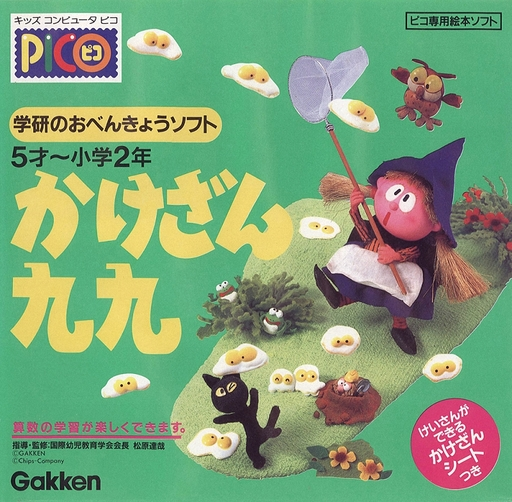 キッズ コンピュータ ピコ
PiCO ピコ
ピコ専用絵本ソフト
学研のおべんきょうソフト
5才～小学2年
かけざん
九九
算数の学習が楽しくできます。
指導・監修:国際幼児教育学会会長 松原達哉
©GAKKEN
©Chips-Company
Gakken
けいさんが
できる
かけざん
シート
つき